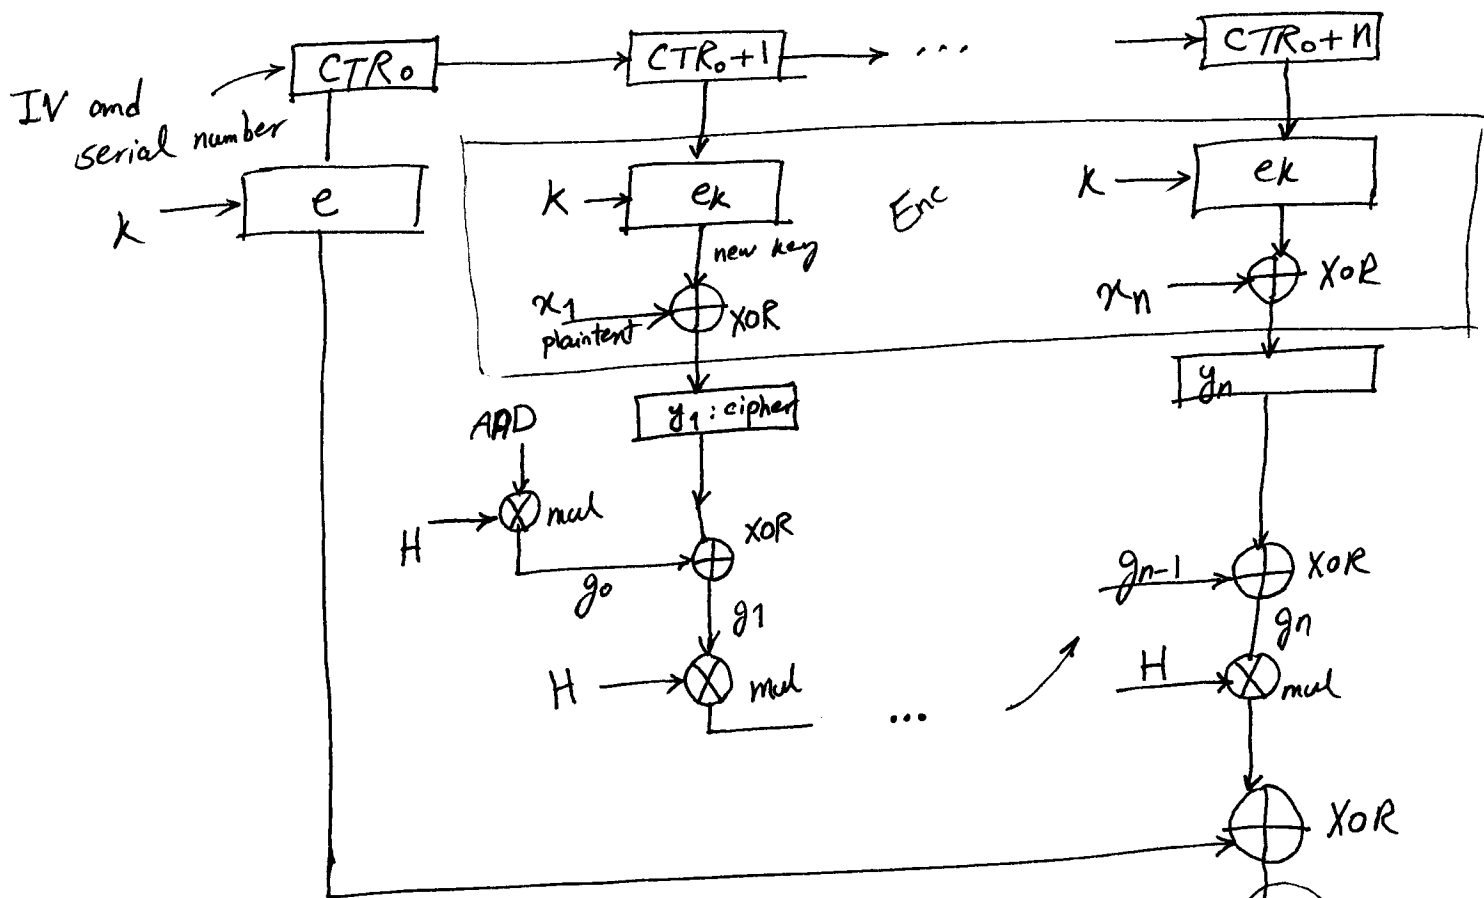 CTR0
CTR0+1
...
CTR0+n
IV and
serial number
k
e
k
ek
Enc
k
ek
new key
x1
plaintent
XOR
xn
XOR
y1: cipher
yn
AAD
H
mul
XOR
g0
gn-1
XOR
g1
gn
H
mul
...
H
mul
XOR